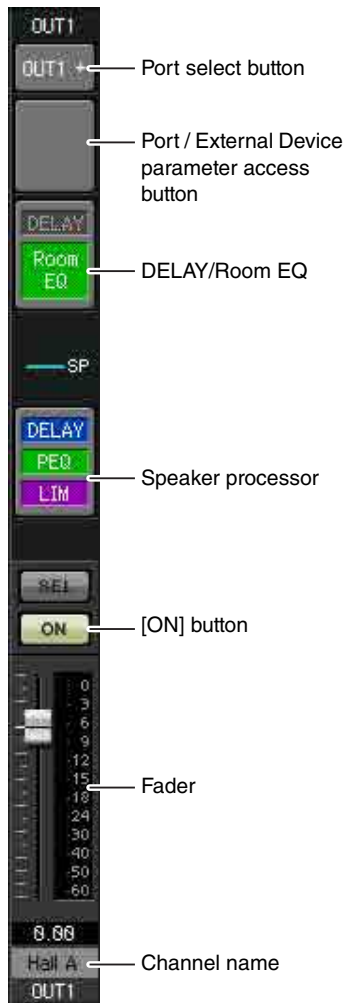 OUT1
OUT1 +
Port select button
Port / External Device
parameter access
button
DELAY
Room
EQ
DELAY/Room EQ
SP
DELAY
PEQ
LIM
Speaker processor
SEL
ON
[ON] button
0
3
6
9
12
15
18
24
30
40
50
60
Fader
0.00
Hall A
Channel name
OUT1